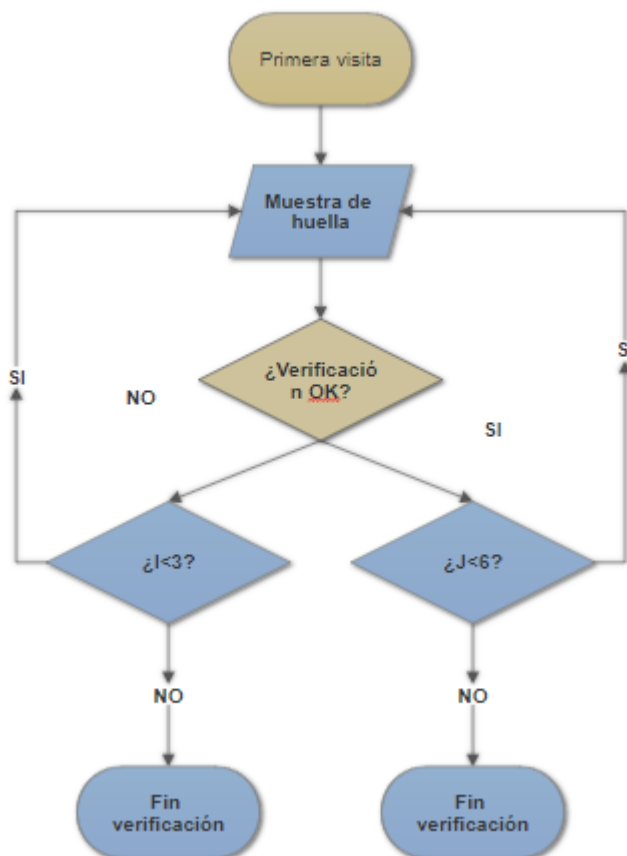 Primera visita
Muestra de
huella
¿Verificació
n OK?
NO
SI
SI
S
¿I<3?
¿J<6?
NO
NO
Fin
verificación
Fin
verificación